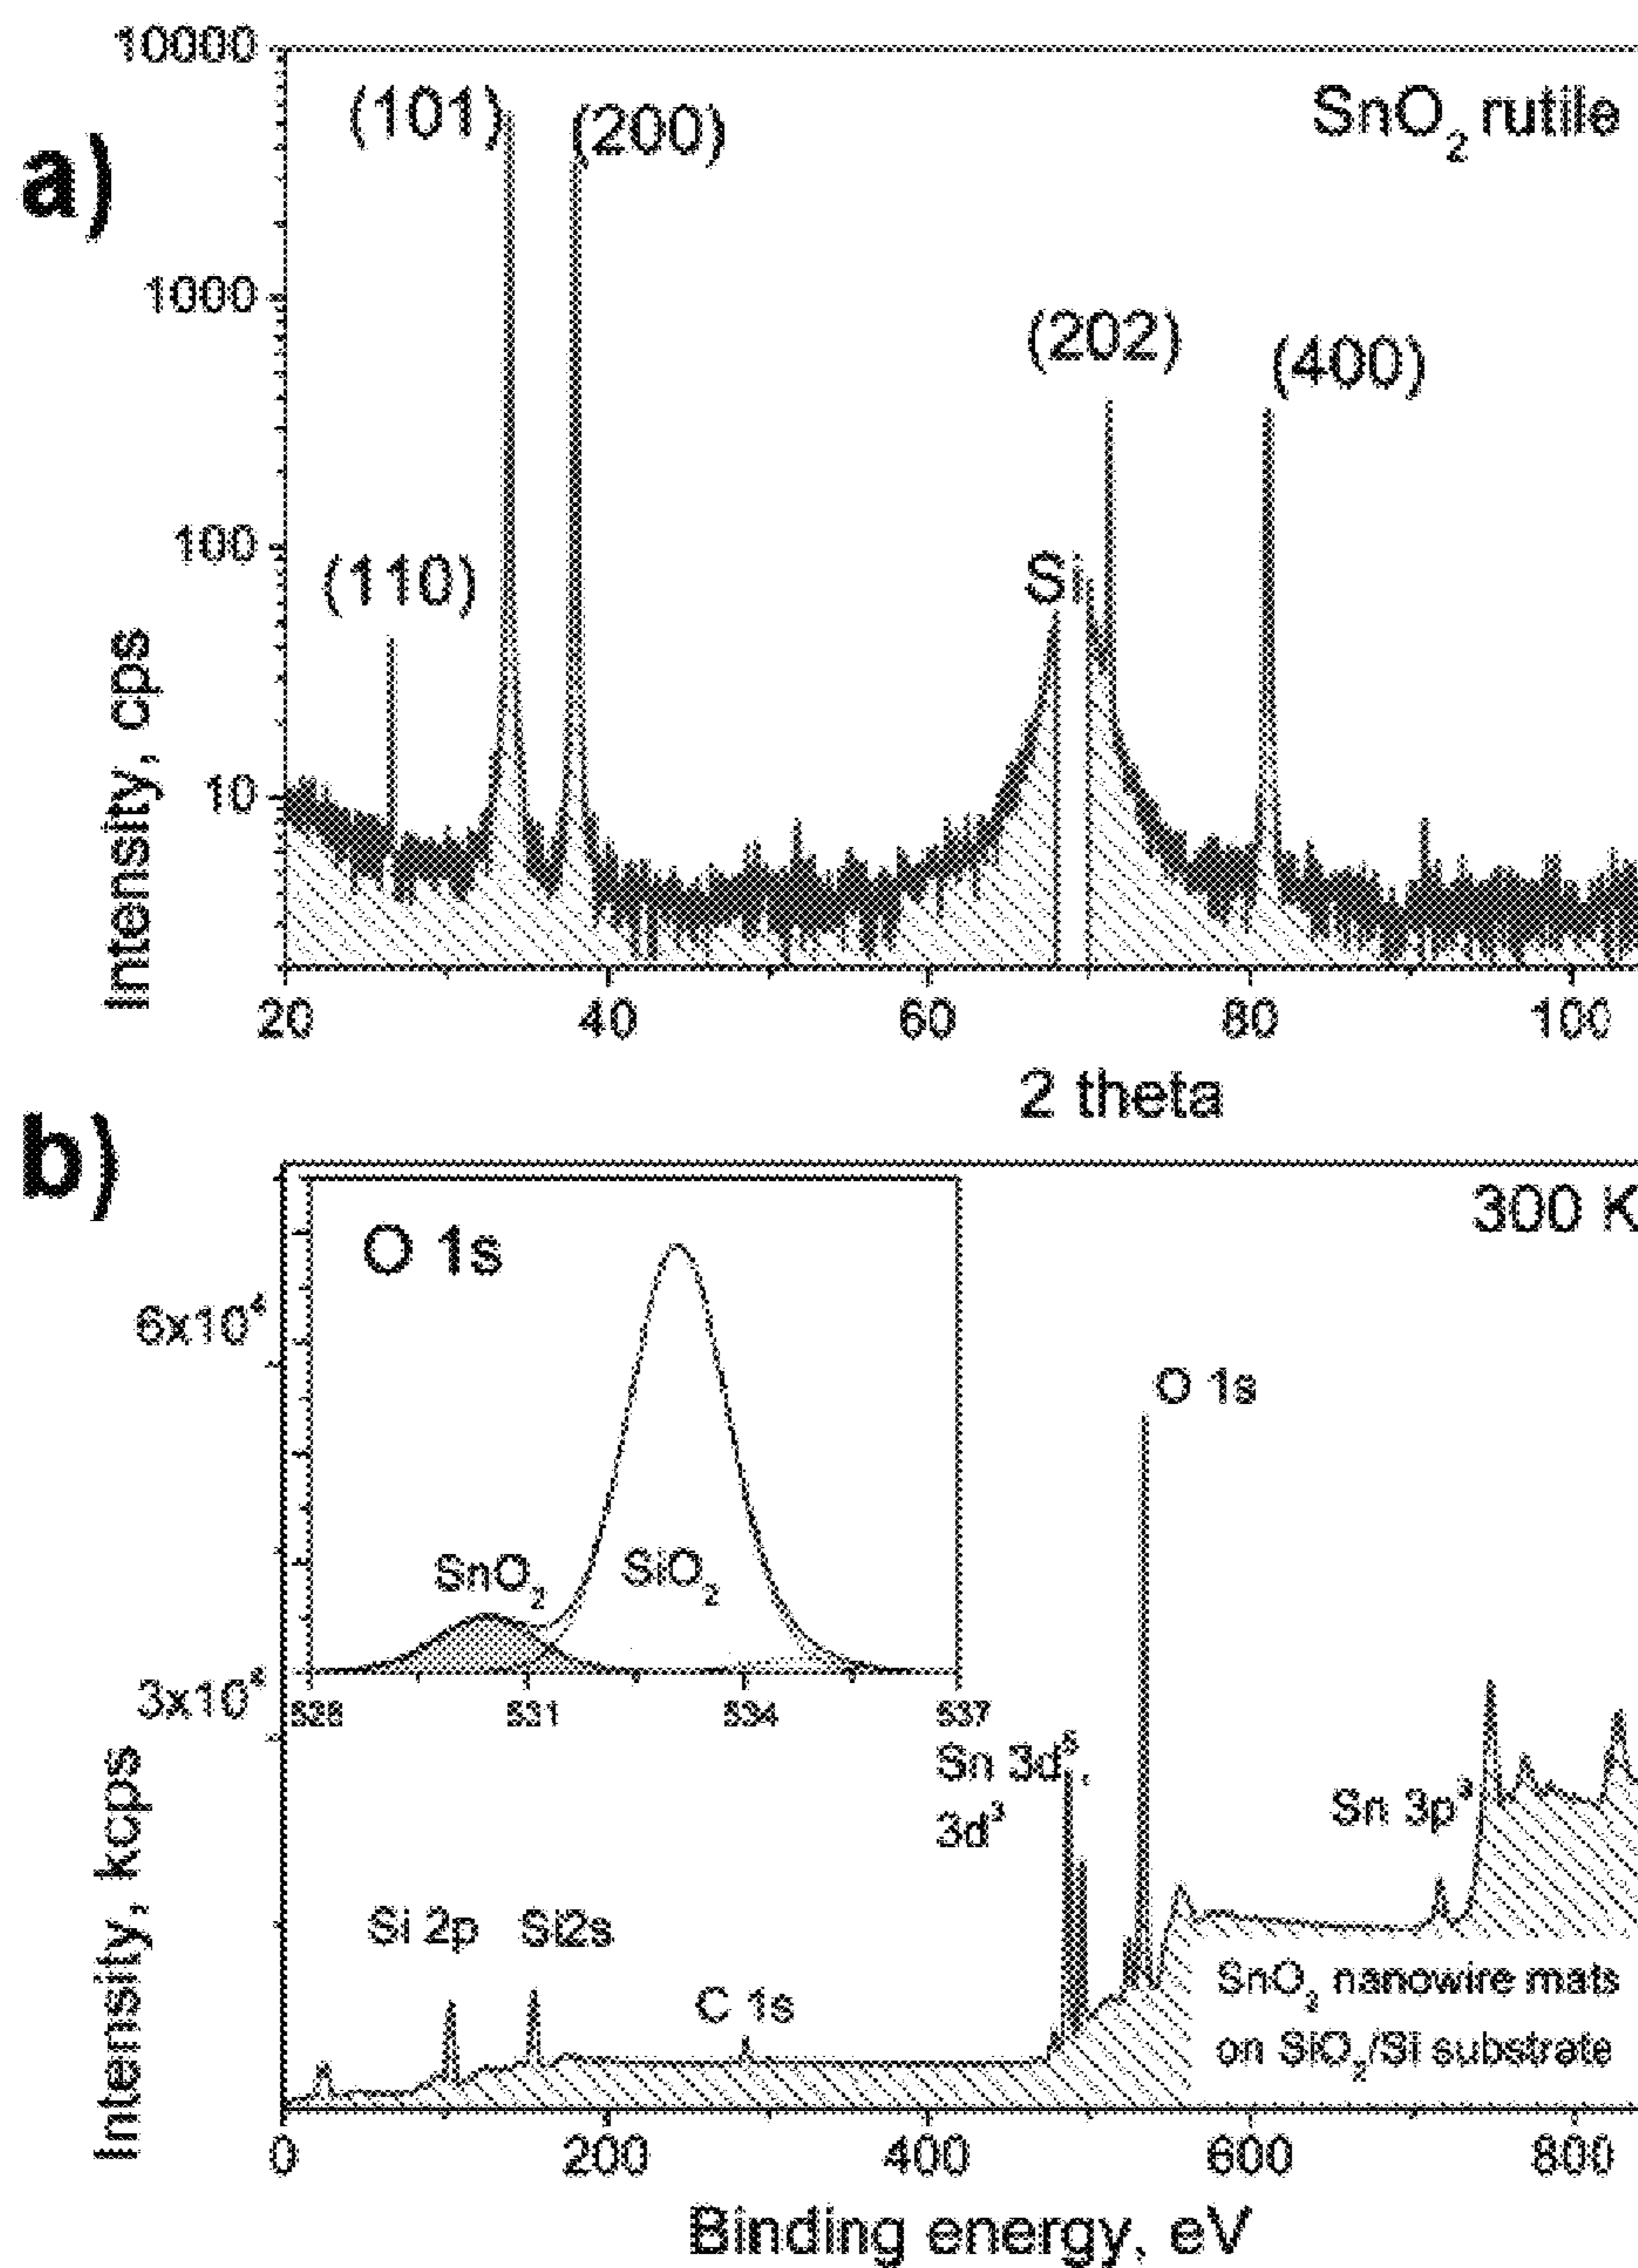 a)
10000
1000
100
10
Intensity, cps
(101)
(200)
SnO₂ rutile
(110)
Si
(202)
(400)
20 40 60 80 100
2 theta
b)
300 K
6x10⁴
3x10⁴
Intensity, kcps
O 1s
SnO₂
SiO₂
528 531 534 537
O 1s
Sn 3d⁵,
3d³
Sn 3p³
Si 2p
Si2s
C 1s
SnO₂ nanowire mats
on SiO₂/Si substrate
0 200 400 600 800
Binding energy, eV